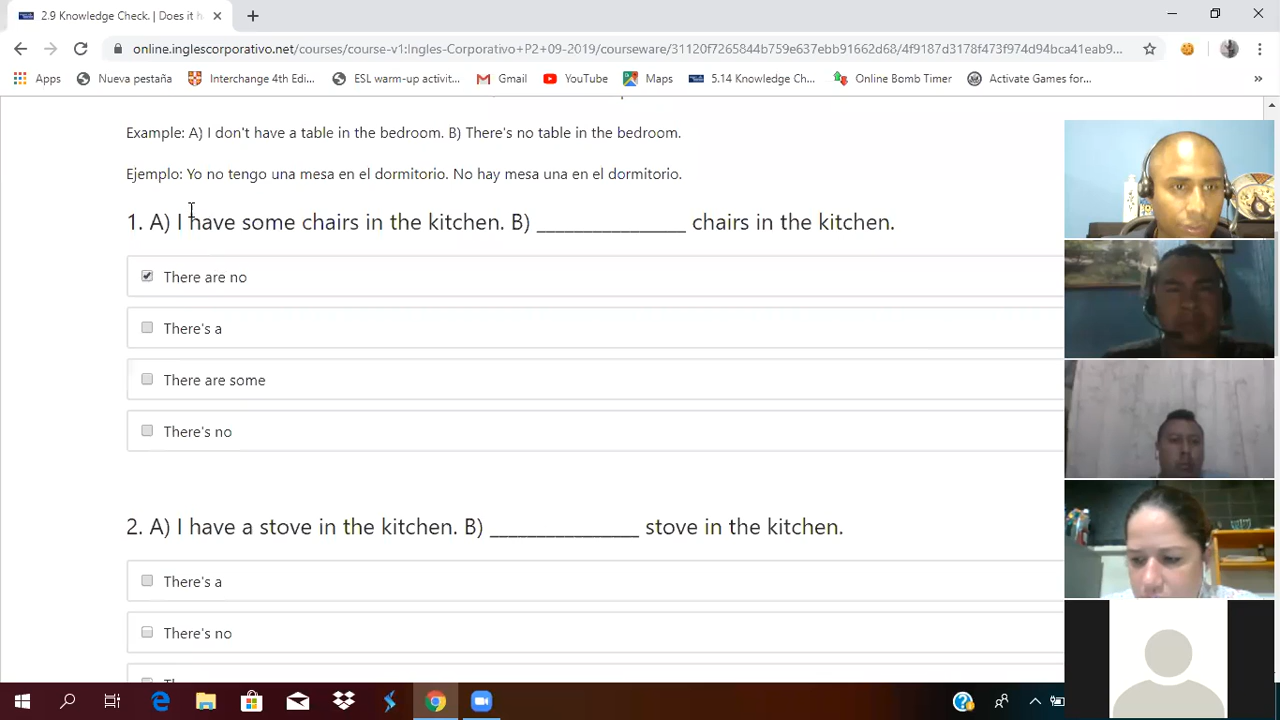 2.9 Knowledge Check. | Does it h
online.inglescorporativo.net/courses/course-v1:Ingles-Corporativo+P2+09-2019/courseware/31120f7265844b759e637ebb91662d68/4f9187d3178f473f974d94bca41eab9...
Apps Nueva pestaña Interchange 4th Edi... ESL warm-up activit... Gmail YouTube Maps 5.14 Knowledge Ch... Online Bomb Timer Activate Games for... »
Example: A) I don't have a table in the bedroom. B) There's no table in the bedroom.
Ejemplo: Yo no tengo una mesa en el dormitorio. No hay mesa una en el dormitorio.
1. A) I have some chairs in the kitchen. B) ______________ chairs in the kitchen.
There are no
There's a
There are some
There's no
2. A) I have a stove in the kitchen. B) ______________ stove in the kitchen.
There's a
There's no